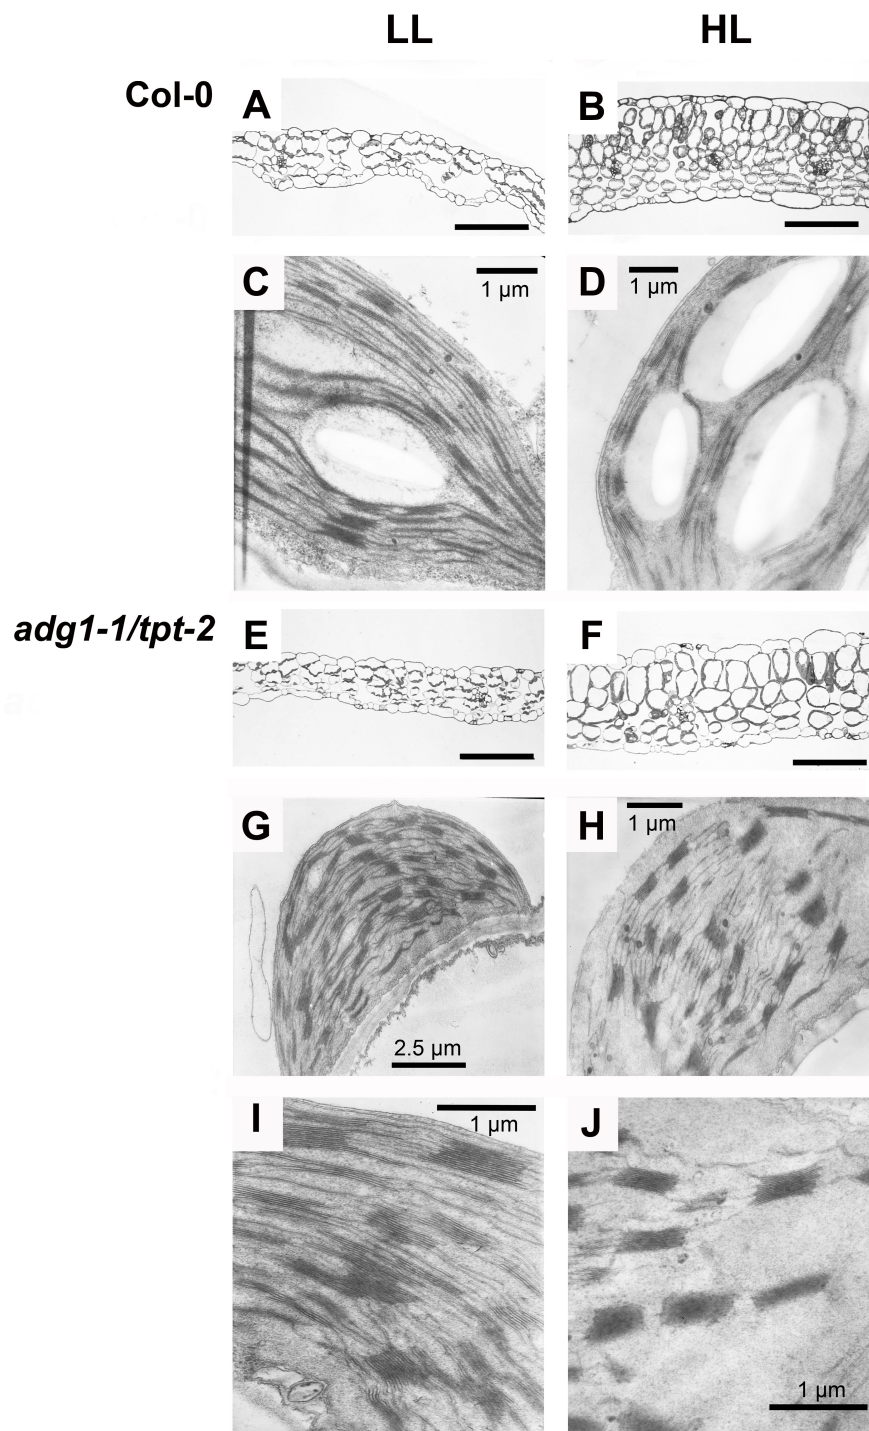 LL HL
Col-0 A B
C 1 µm 1 µm D
adg1-1/tpt-2 E F
G 2.5 µm 1 µm H
I 1 µm J 1 µm